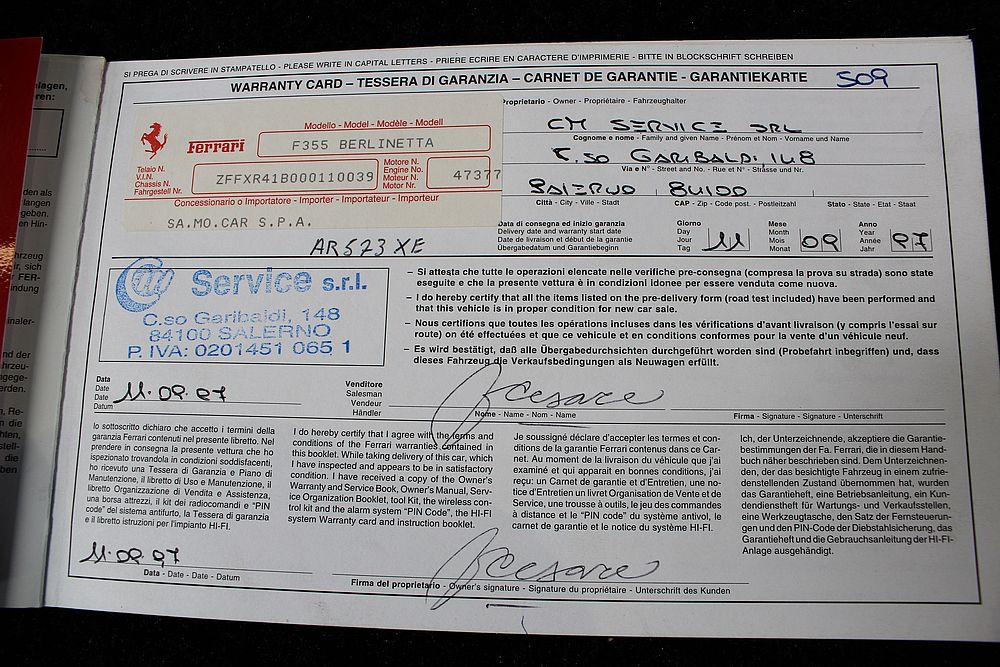 SI PREGA DI SCRIVERE IN STAMPATELLO - PLEASE WRITE IN CAPITAL LETTERS - PRIERE ECRIRE EN CARACTERE D'IMPRIMERIE - BITTE IN BLOCKSCHRIFT SCHREIBEN
WARRANTY CARD – TESSERA DI GARANZIA – CARNET DE GARANTIE - GARANTIEKARTE
S09
Modello - Model - Modèle - Modell
Ferrari
F355 BERLINETTA
Telaio N.
V.I.N.
Chassis N.
Fahrgestell Nr.
ZFFXR41B000110039
Motore N.
Engine No.
Moteur N.
Motor Nr.
47377
Concessionario o Importatore - Importer - Importateur - Importeur
SA.MO.CAR S.P.A.
AR573XE
Proprietario - Owner - Propriétaire - Fahrzeughalter
CM SERVICE SRL
Cognome e nome - Family and given Name - Prénom et Nom - Vorname und Name
C.SO GARIBALDI 148
Via e N° - Street and No. - Rue et N° - Strasse und Nr.
SALERNO 84100
Città - City - Ville - Stadt
CAP - Zip Code - Code post. - Postleitzahl
Stato - State - Etat - Staat
Data di consegna ed inizio garanzia
Delivery date and warranty start date
Date de livraison et début de la garantie
Übergabedatum und Garantiebeginn
Giorno
Day
Jour
Tag
11
Mese
Month
Mois
Monat
09
Anno
Year
Année
Jahr
97
@ Service s.r.l.
C.so Garibaldi, 148
84100 SALERNO
P. IVA: 0201451 065 1
– Si attesta che tutte le operazioni elencate nelle verifiche pre-consegna (compresa la prova su strada) sono state
eseguite e che la presente vettura è in condizioni idonee per essere venduta come nuova.
– I do hereby certify that all the items listed on the pre-delivery form (road test included) have been performed and
that this vehicle is in proper condition for new car sale.
– Nous certifions que toutes les opérations incluses dans les vérifications d'avant livraison (y compris l'essai sur
route) on été effectuées et que ce vehicule et en conditions conformes pour la vente d'un véhicule neuf.
– Es wird bestätigt, daß alle Übergabedurchsichten durchgeführt worden sind (Probefahrt inbegriffen) und, dass
dieses Fahrzeug die Verkaufsbedingungen als Neuwagen erfüllt.
Data
Date
Date
Datum
11.09.97
Venditore
Salesman
Vendeur
Händler
Nome - Name - Nom - Name
Firma - Signature - Signature - Unterschrift
Io sottoscritto dichiaro che accetto i termini della
garanzia Ferrari contenuti nel presente libretto. Nel
prendere in consegna la presente vettura che ho
ispezionato trovandola in condizioni soddisfacenti,
ho ricevuto una Tessera di Garanzia e Piano di
Manutenzione, il libretto di Uso e Manutenzione, il
libretto Organizzazione di Vendita e Assistenza,
una borsa attrezzi, il kit dei radiocomandi e “PIN
code” del sistema antifurto, la Tessera di garanzia
e il libretto istruzioni per l'impianto HI-FI.
I do hereby certify that I agree with the terms and
conditions of the Ferrari warranties contained in
this booklet. While taking delivery of this car, which
I have inspected and appears to be in satisfactory
condition. I have received a copy of the Owner's
Warranty and Service Book, Owner's Manual, Serv-
ice Organization Booklet, tool Kit, the wireless con-
trol kit and the alarm system “PIN Code”, the HI-FI
system Warranty card and instruction booklet.
Je soussigné déclare d'accepter les termes et con-
ditions de la garantie Ferrari contenus dans ce Car-
net. Au moment de la livraison du véhicule que j'ai
examiné et qui apparait en bonnes conditions, j'ai
reçu: un Carnet de garantie et d'Entretien, une no-
tice d'Entretien un livret Organisation de Vente et de
Service, une trousse à outils, le jeu des commandes
à distance et le “PIN code” du système antivol, le
carnet de garantie et le notice du système HI-FI.
Ich, der Unterzeichnende, akzeptiere die Garantie-
bestimmungen der Fa. Ferrari, die in diesem Hand-
buch näher beschrieben sind. Dem Unterzeichnen-
den, der das besichtigte Fahrzeug in einem zufrie-
denstellenden Zustand übernommen hat, wurden
das Garantieheft, eine Betriebsanleitung, ein Kun-
dendienstheft für Wartungs- und Verkaufsstellen,
eine Werkzeugtasche, den Satz der Fernsteuerun-
gen und den PIN-Code der Diebstahlsicherung, das
Garantieheft und die Gebrauchsanleitung der HI-FI-
Anlage ausgehändigt.
11.09.97
Data - Date - Date - Datum
Firma del proprietario - Owner's signature - Signature du propriétaire - Unterschrift des Kunden